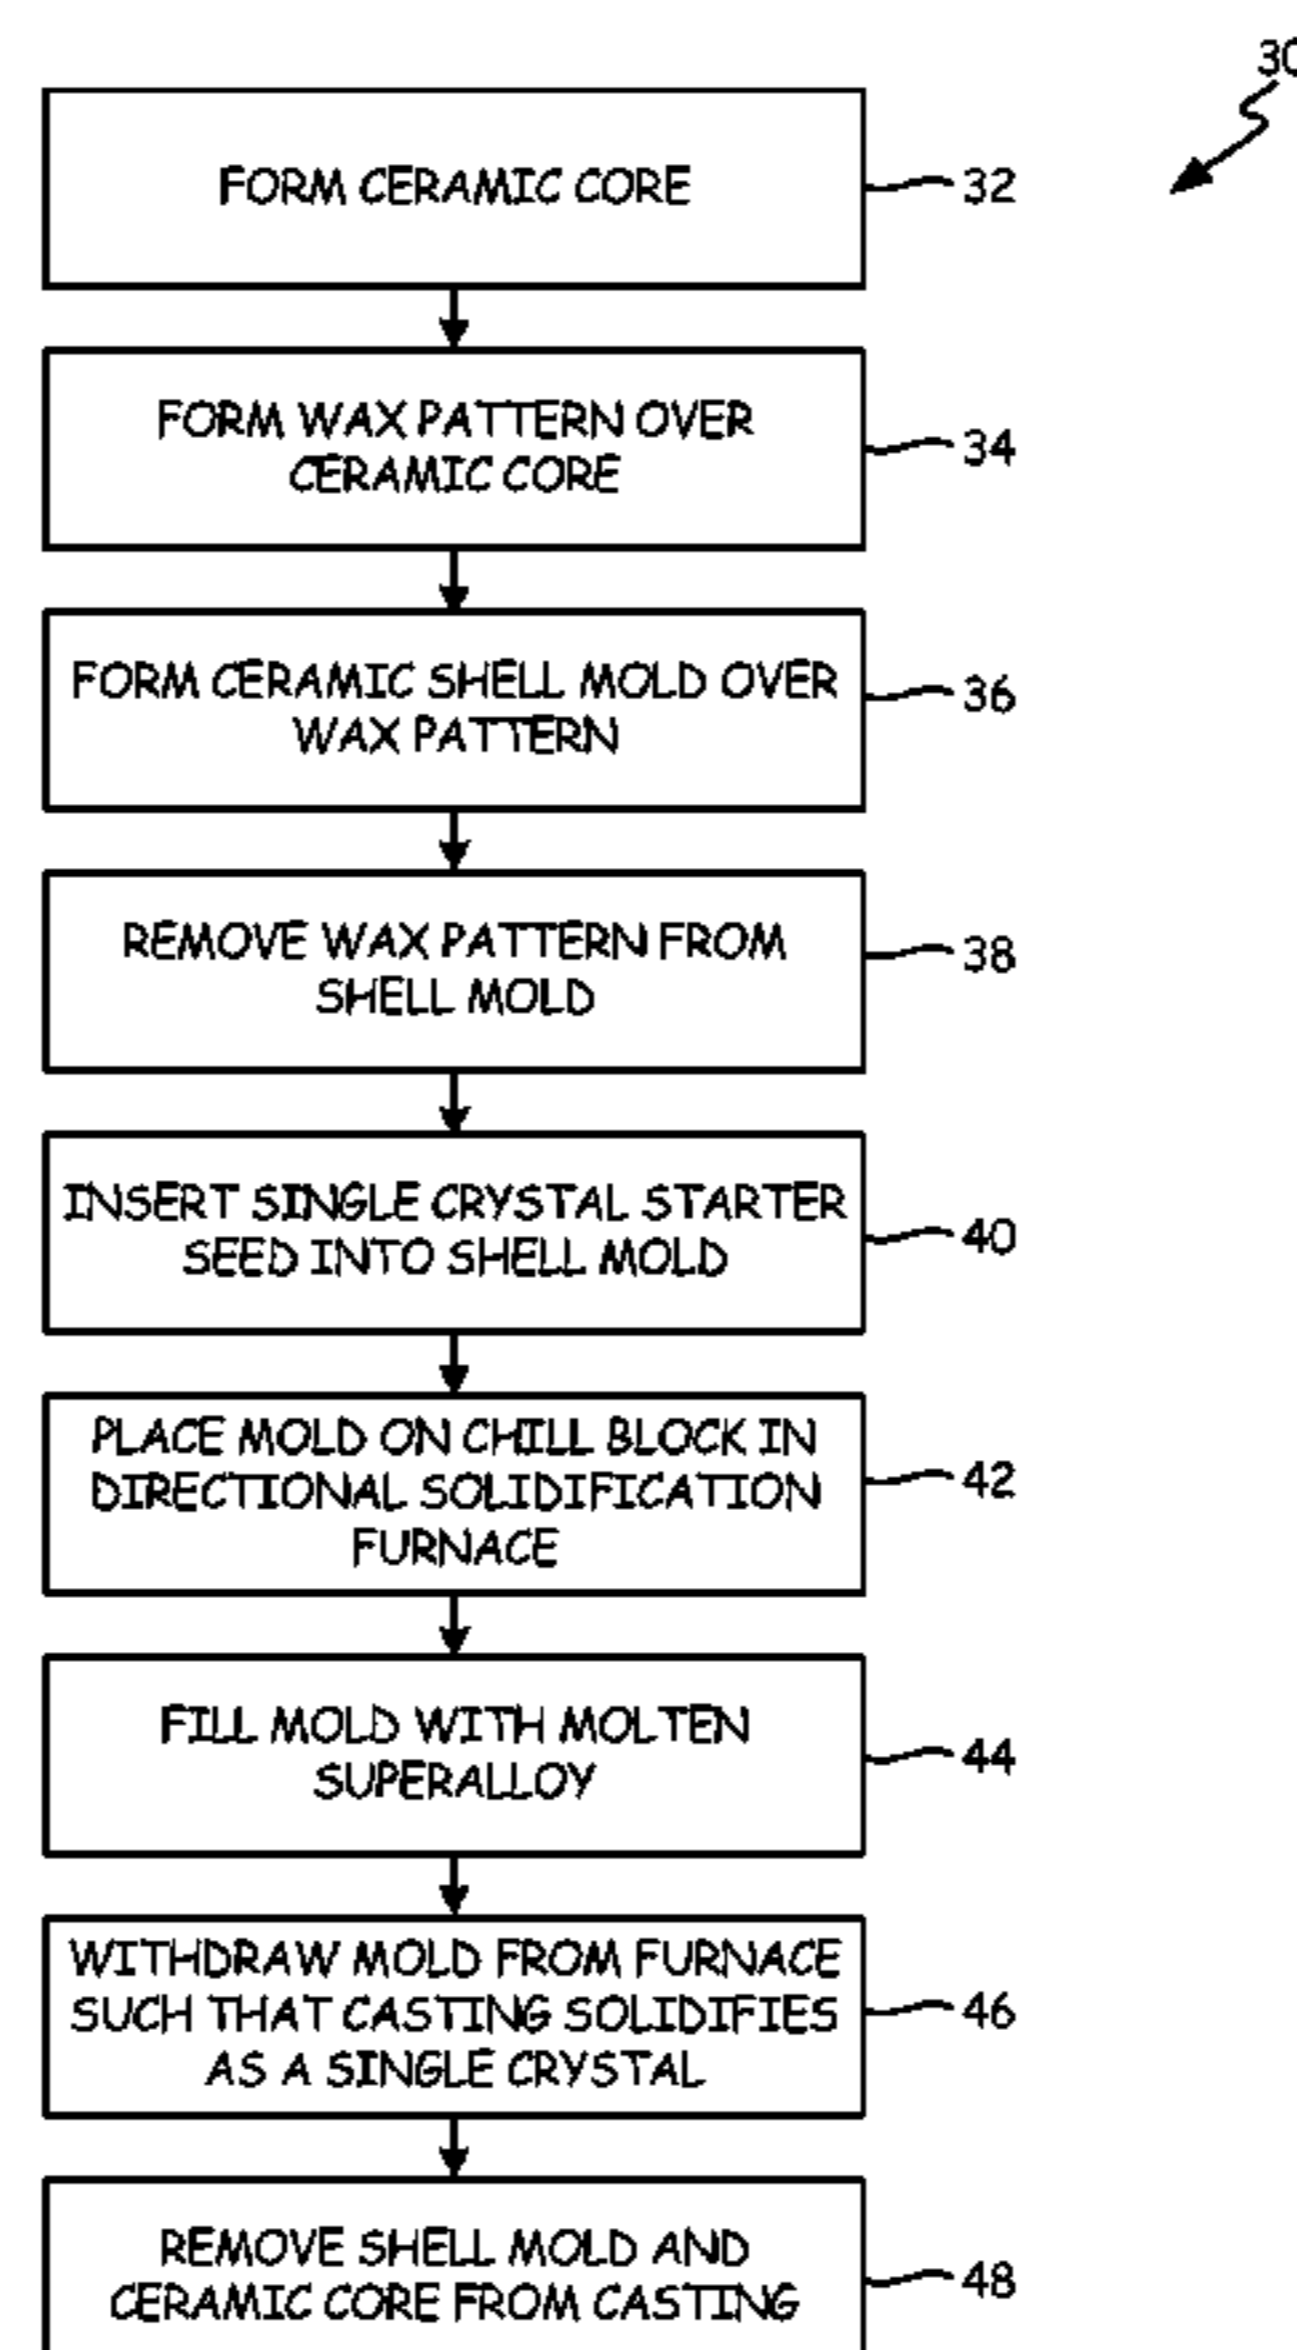 30
FORM CERAMIC CORE
32
FORM WAX PATTERN OVER
CERAMIC CORE
34
FORM CERAMIC SHELL MOLD OVER
WAX PATTERN
36
REMOVE WAX PATTERN FROM
SHELL MOLD
38
INSERT SINGLE CRYSTAL STARTER
SEED INTO SHELL MOLD
40
PLACE MOLD ON CHILL BLOCK IN
DIRECTIONAL SOLIDIFICATION
FURNACE
42
FILL MOLD WITH MOLTEN
SUPERALLOY
44
WITHDRAW MOLD FROM FURNACE
SUCH THAT CASTING SOLIDIFIES
AS A SINGLE CRYSTAL
46
REMOVE SHELL MOLD AND
CERAMIC CORE FROM CASTING
48